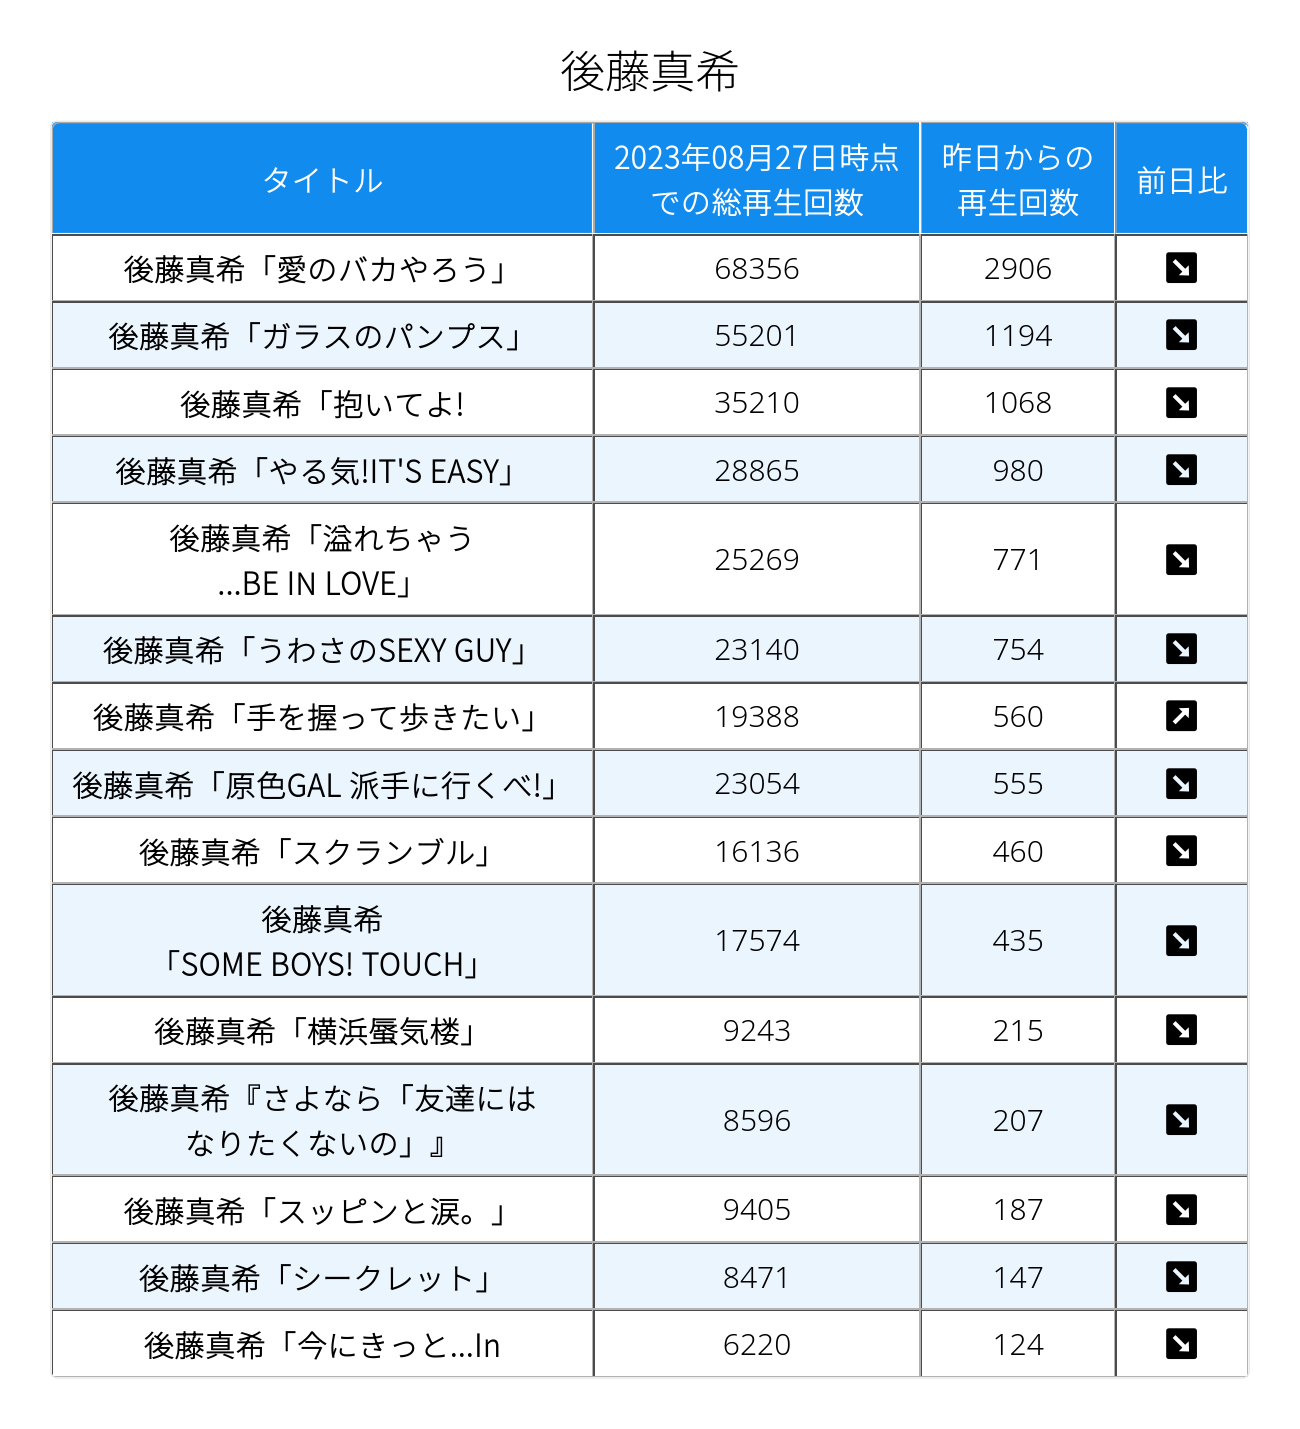 後藤真希
タイトル
2023年08月27日時点
での総再生回数
昨日からの
再生回数
前日比
後藤真希「愛のバカやろう」 68356 2906
後藤真希「ガラスのパンプス」 55201 1194
後藤真希「抱いてよ! 35210 1068
後藤真希「やる気!IT'S EASY」 28865 980
後藤真希「溢れちゃう
...BE IN LOVE」 25269 771
後藤真希「うわさのSEXY GUY」 23140 754
後藤真希「手を握って歩きたい」 19388 560
後藤真希「原色GAL 派手に行くべ!」 23054 555
後藤真希「スクランブル」 16136 460
後藤真希
「SOME BOYS! TOUCH」 17574 435
後藤真希「横浜蜃気楼」 9243 215
後藤真希『さよなら「友達には
なりたくないの」』 8596 207
後藤真希「スッピンと涙。」 9405 187
後藤真希「シークレット」 8471 147
後藤真希「今にきっと...In 6220 124